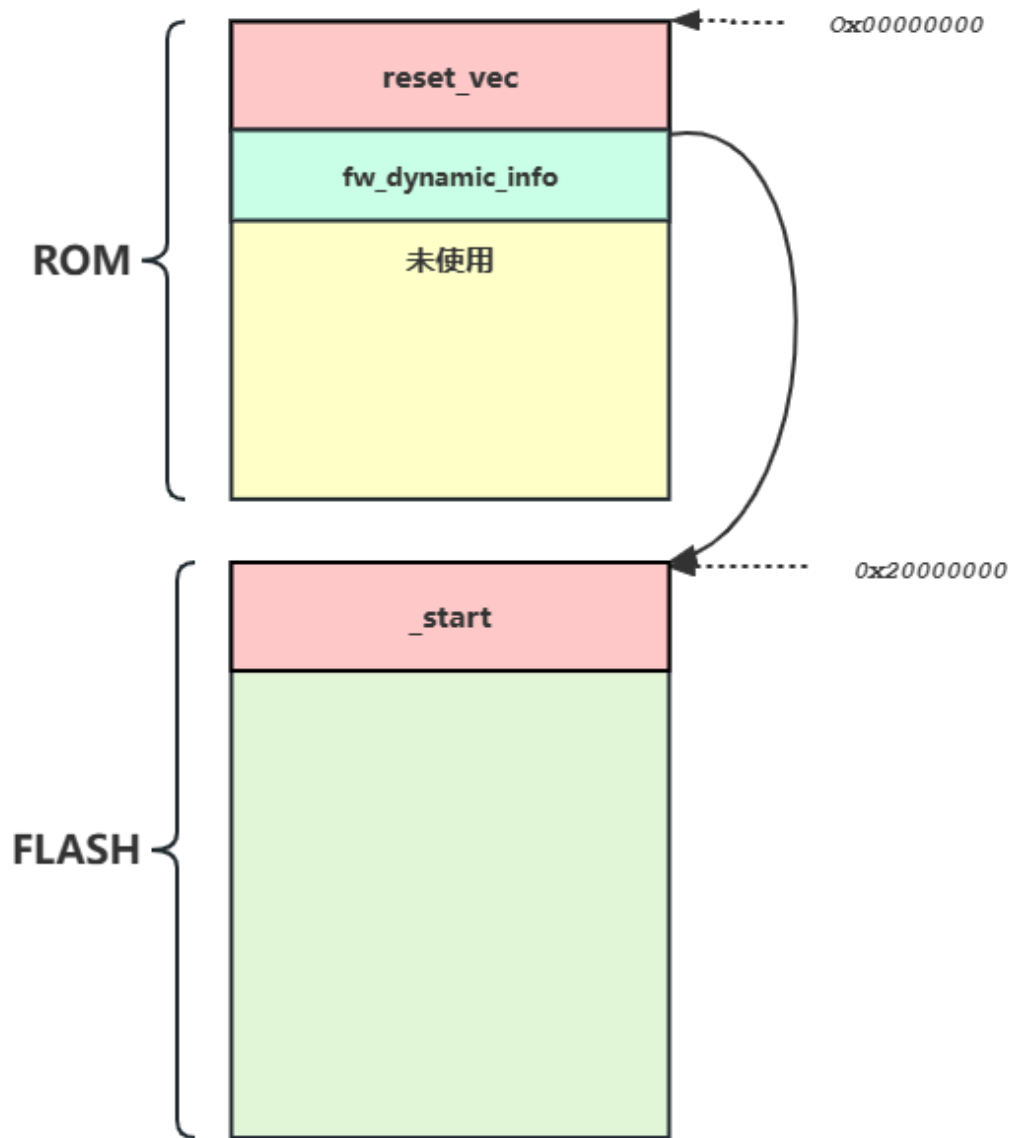 0x00000000
reset_vec
fw_dynamic_info
ROM
未使用
0x20000000
_start
FLASH